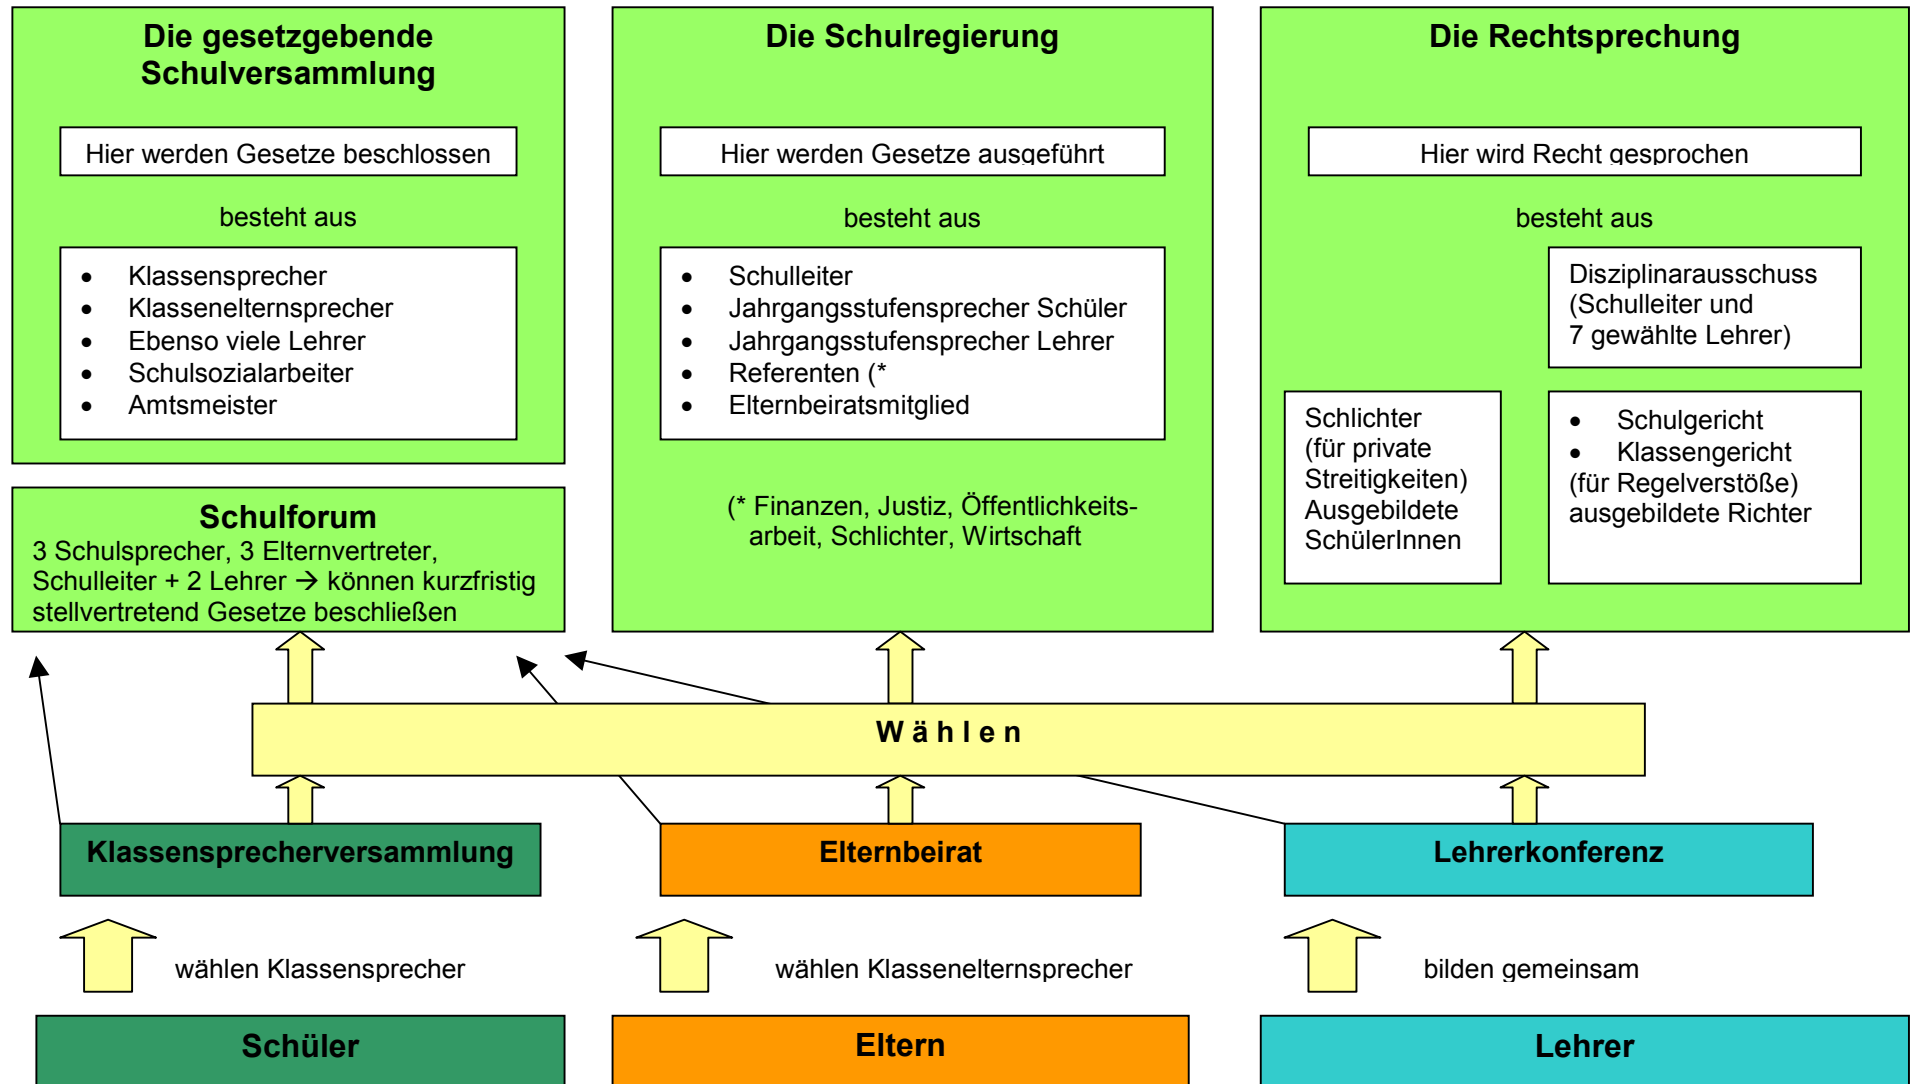 Die gesetzgebende
Schulversammlung
Hier werden Gesetze beschlossen
besteht aus
• Klassensprecher
• Klassenelternsprecher
• Ebenso viele Lehrer
• Schulsozialarbeiter
• Amtsmeister
Schulforum
3 Schulsprecher, 3 Elternvertreter,
Schulleiter + 2 Lehrer → können kurzfristig
stellvertretend Gesetze beschließen
Die Schulregierung
Hier werden Gesetze ausgeführt
besteht aus
• Schulleiter
• Jahrgangsstufensprecher Schüler
• Jahrgangsstufensprecher Lehrer
• Referenten (*
• Elternbeiratsmitglied
(* Finanzen, Justiz, Öffentlichkeits-
arbeit, Schlichter, Wirtschaft
Die Rechtsprechung
Hier wird Recht gesprochen
besteht aus
Disziplinarausschuss
(Schulleiter und
7 gewählte Lehrer)
Schlichter
(für private
Streitigkeiten)
Ausgebildete
SchülerInnen
• Schulgericht
• Klassengericht
(für Regelverstöße)
ausgebildete Richter
W ä h l e n
Klassensprecherversammlung
Elternbeirat
Lehrerkonferenz
wählen Klassensprecher
wählen Klassenelternsprecher
bilden gemeinsam
Schüler
Eltern
Lehrer